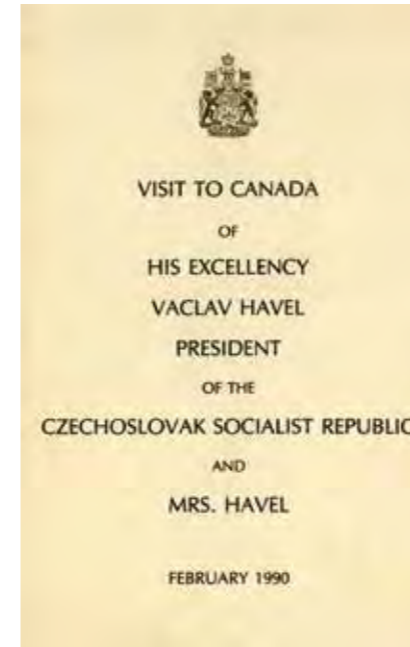 VISIT TO CANADA
OF
HIS EXCELLENCY
VACLAV HAVEL
PRESIDENT
OF THE
CZECHOSLOVAK SOCIALIST REPUBLIC
AND
MRS. HAVEL
FEBRUARY 1990